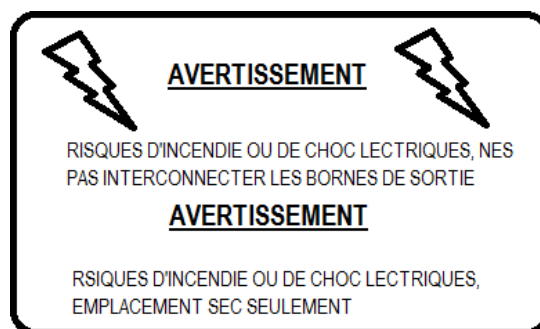 AVERTISSEMENT
RISQUES D'INCENDIE OU DE CHOC LECTRIQUES, NES
PAS INTERCONNECTER LES BORNES DE SORTIE
AVERTISSEMENT
RSIQUES D'INCENDIE OU DE CHOC LECTRIQUES,
EMPLACEMENT SEC SEULEMENT